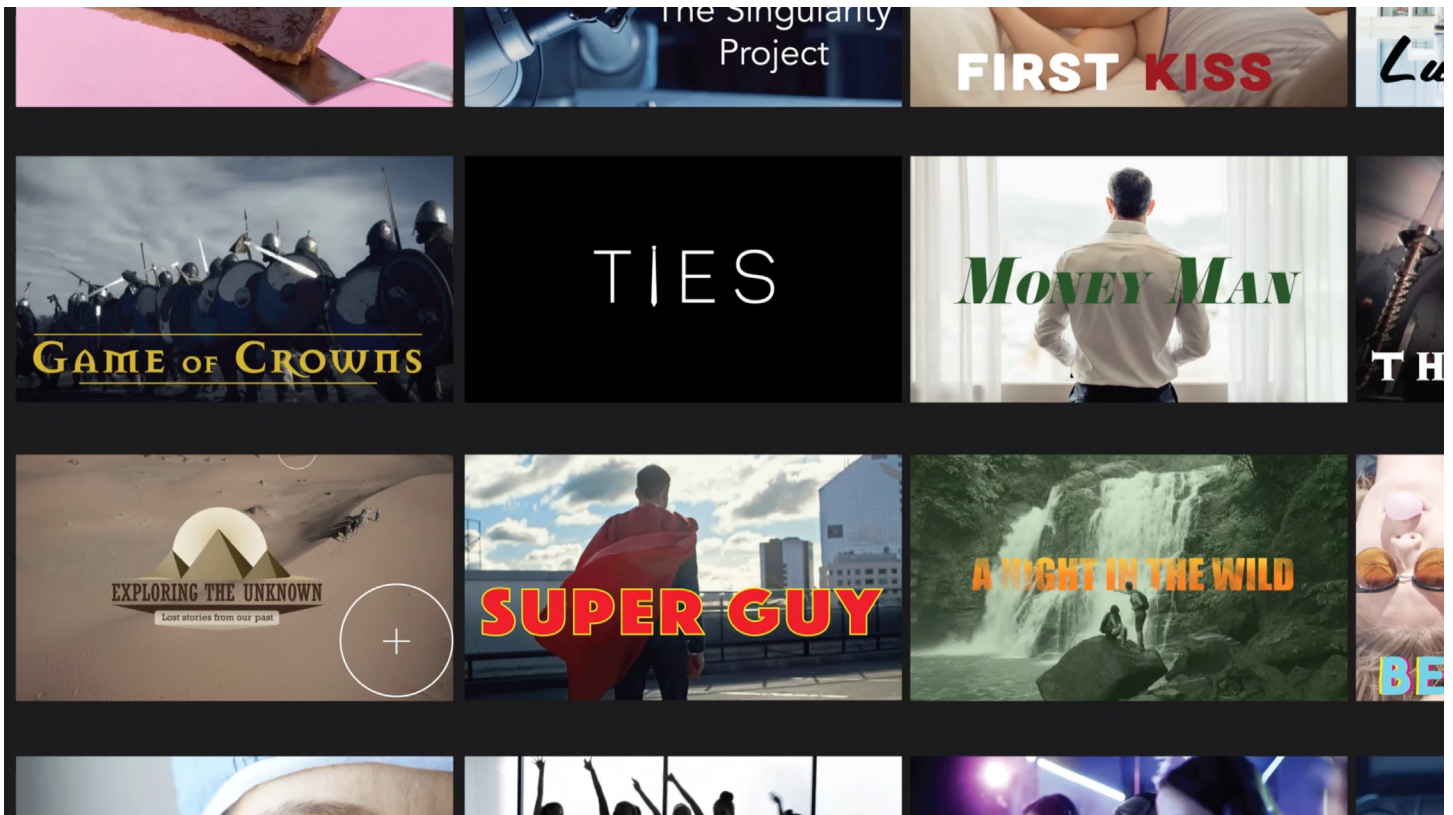 The Singularity
Project
FIRST KISS
GAME OF CROWNS
TIES
MONEY MAN
EXPLORING THE UNKNOWN
Lost stories from our past
SUPER GUY
A NIGHT IN THE WILD